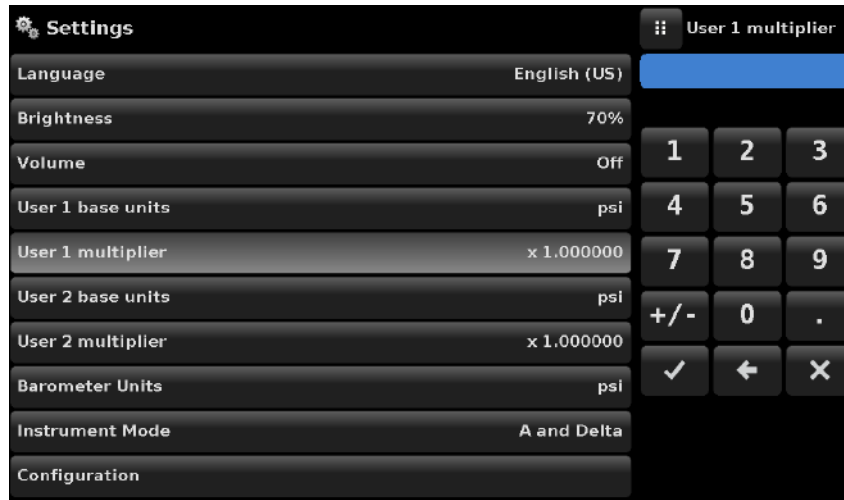 Settings
Language English (US)
Brightness 70%
Volume Off
User 1 base units psi
User 1 multiplier x 1.000000
User 2 base units psi
User 2 multiplier x 1.000000
Barometer Units psi
Instrument Mode A and Delta
Configuration
User 1 multiplier
1 2 3
4 5 6
7 8 9
+/- 0 .